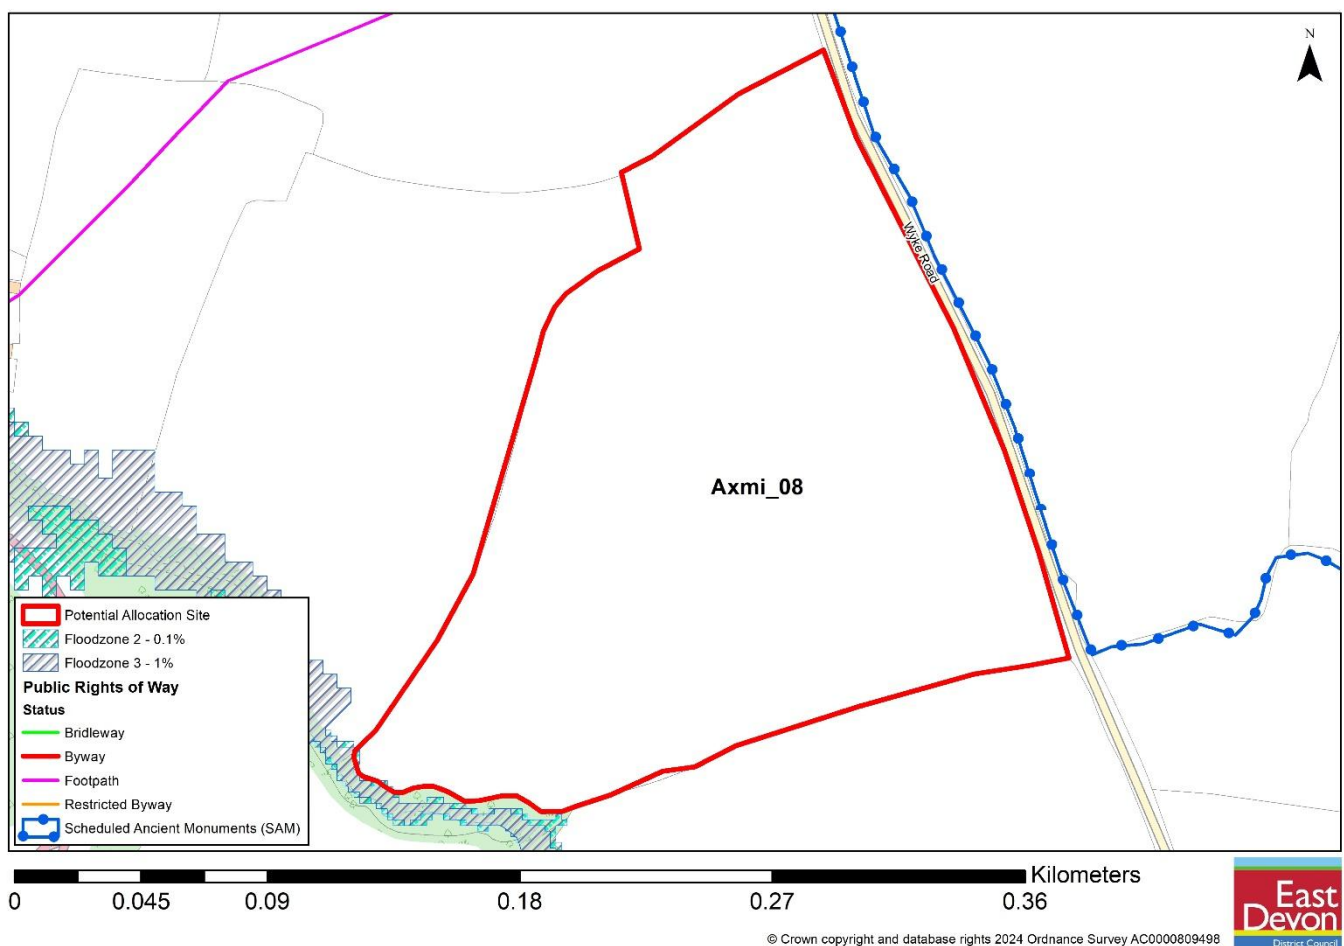 N
Wyke Road
Axmi_08
Potential Allocation Site
Floodzone 2 - 0.1%
Floodzone 3 - 1%
Public Rights of Way
Status
Bridleway
Byway
Footpath
Restricted Byway
Scheduled Ancient Monuments (SAM)
Kilometers
0 0.045 0.09 0.18 0.27 0.36
East
Devon
District Council
© Crown copyright and database rights 2024 Ordnance Survey AC0000809498